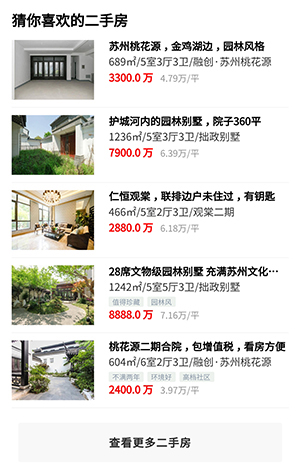 猜你喜欢的二手房
苏州桃花源，金鸡湖边，园林风格
689㎡/5室3厅3卫/融创·苏州桃花源
3300.0 万 4.79万/平
护城河内的园林别墅，院子360平
1236㎡/5室3厅3卫/拙政别墅
7900.0 万 6.39万/平
仁恒观棠，联排边户未住过，有钥匙
466㎡/5室2厅3卫/观棠二期
2880.0 万 6.18万/平
28席文物级园林别墅 充满苏州文化…
1242㎡/5室5厅3卫/拙政别墅
值得珍藏 园林风
8888.0 万 7.16万/平
桃花源二期合院，包增值税，看房方便
604㎡/6室2厅3卫/融创·苏州桃花源
不满两年 环境好 高档社区
2400.0 万 3.97万/平
查看更多二手房